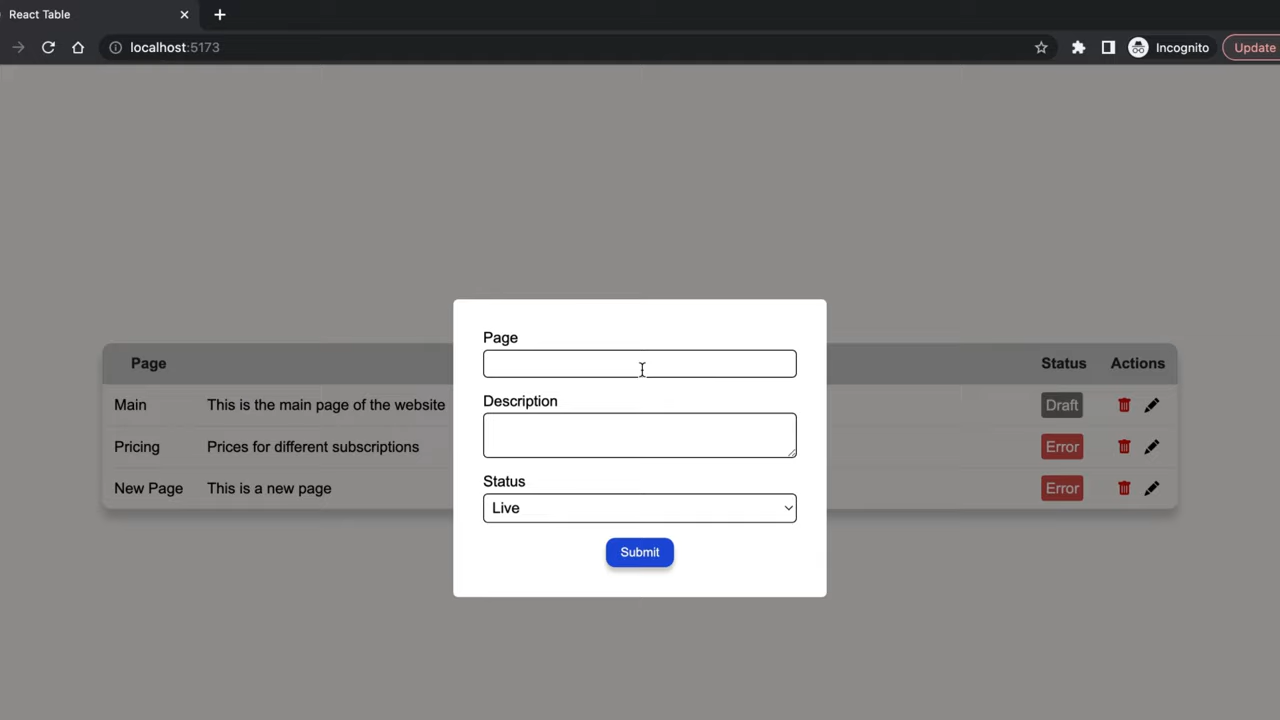 React Table
localhost:5173
Incognito
Update
Page Status Actions
Main This is the main page of the website Draft
Pricing Prices for different subscriptions Error
New Page This is a new page Error
Page
Description
Status
Live
Submit